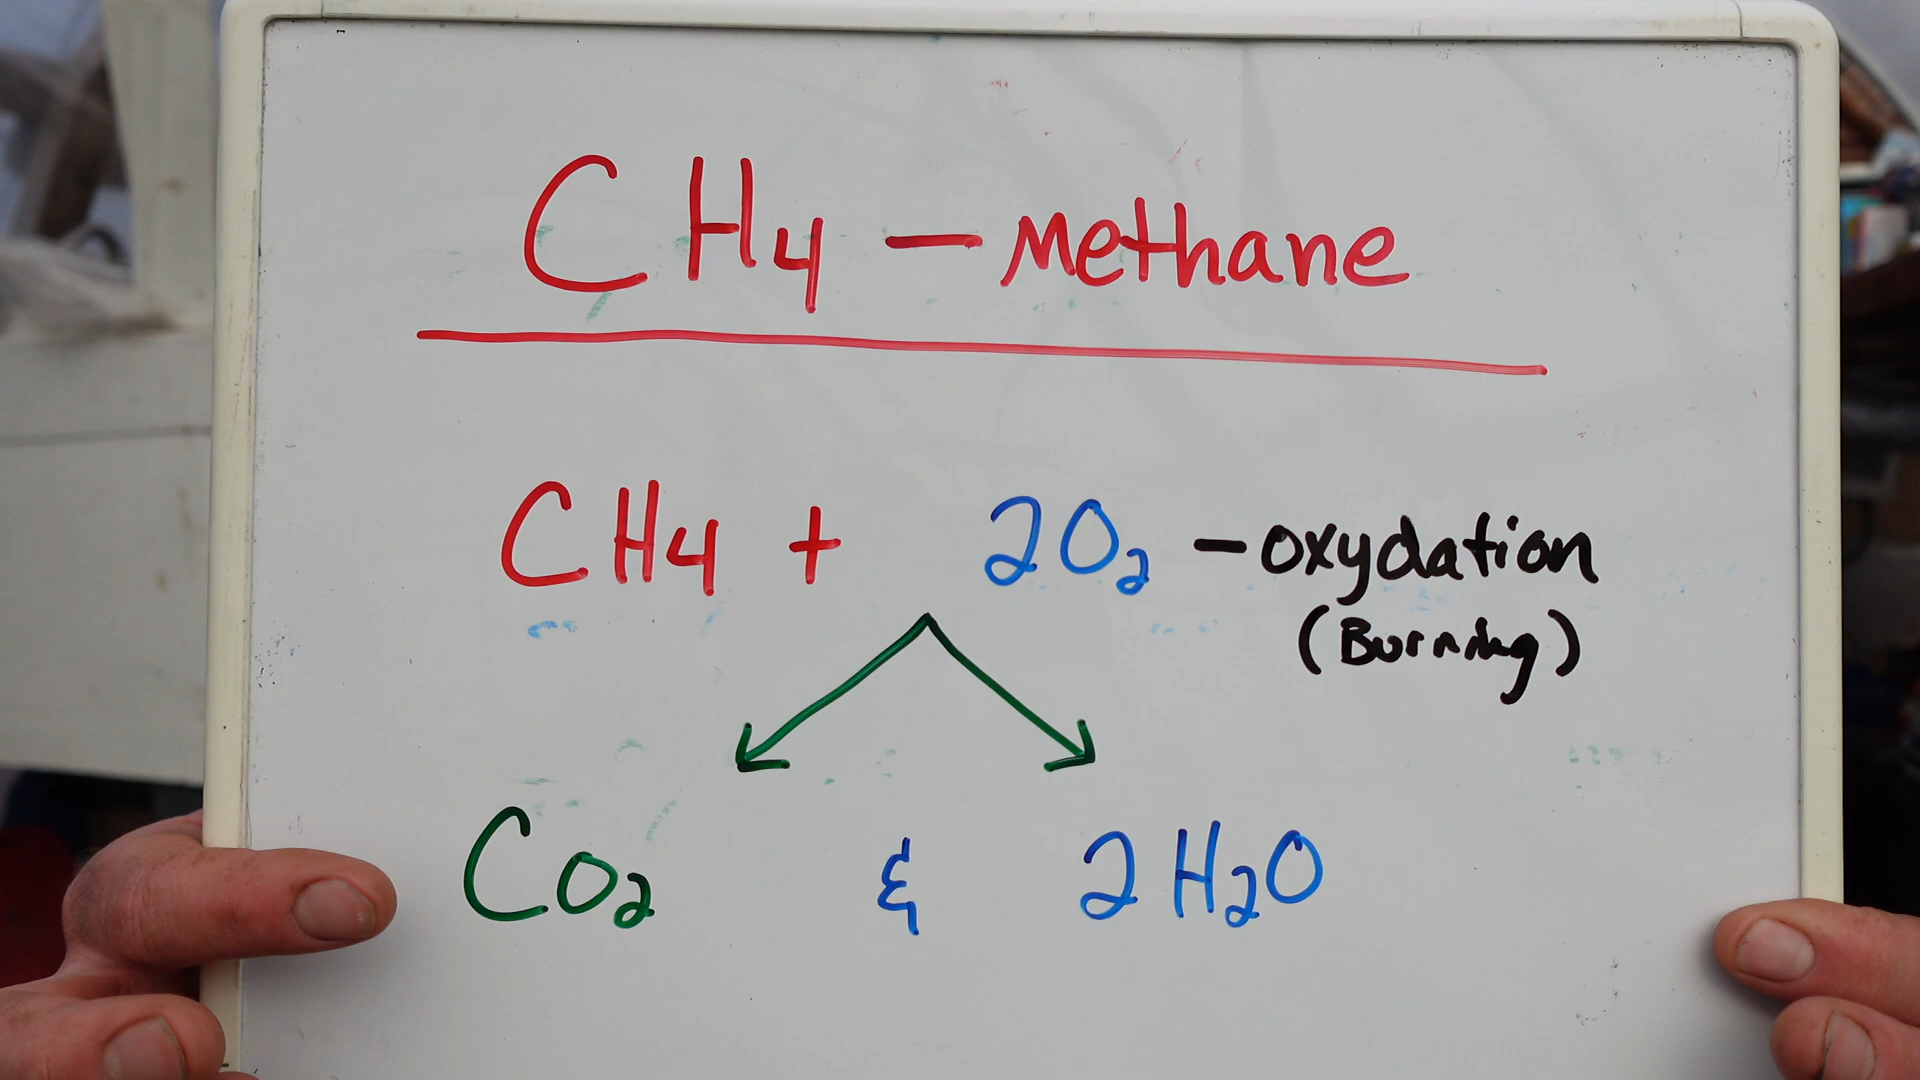 CH4 — Methane
CH4 + 2O2 — oxydation
(Burning)
Co2 & 2H2O